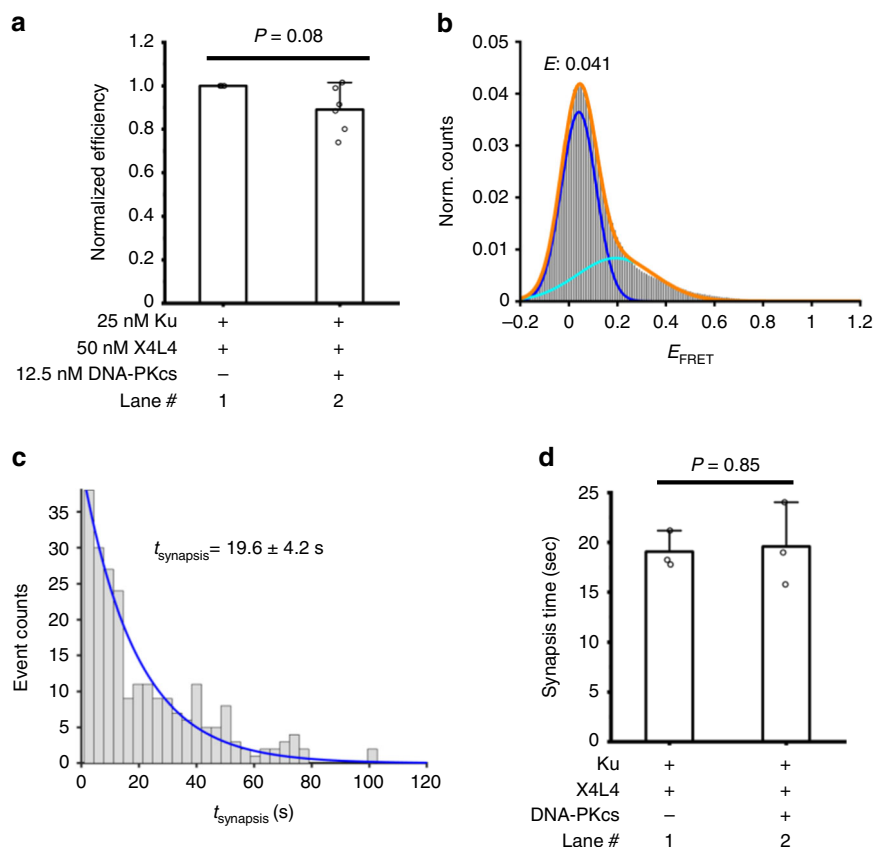 a
P = 0.08
1.2
1.0
0.8
0.6
0.4
0.2
0
Normalized efficiency
25 nM Ku + +
50 nM X4L4 + +
12.5 nM DNA-PKcs – +
Lane # 1 2
b
E: 0.041
0.05
0.04
0.03
0.02
0.01
0
Norm. counts
–0.2 0 0.2 0.4 0.6 0.8 1 1.2
EFRET
c
tsynapsis= 19.6 ± 4.2 s
35
30
25
20
15
10
5
0
Event counts
0 20 40 60 80 100 120
tsynapsis (s)
d
P = 0.85
25
20
15
10
5
0
Synapsis time (sec)
Ku + +
X4L4 + +
DNA-PKcs – +
Lane # 1 2